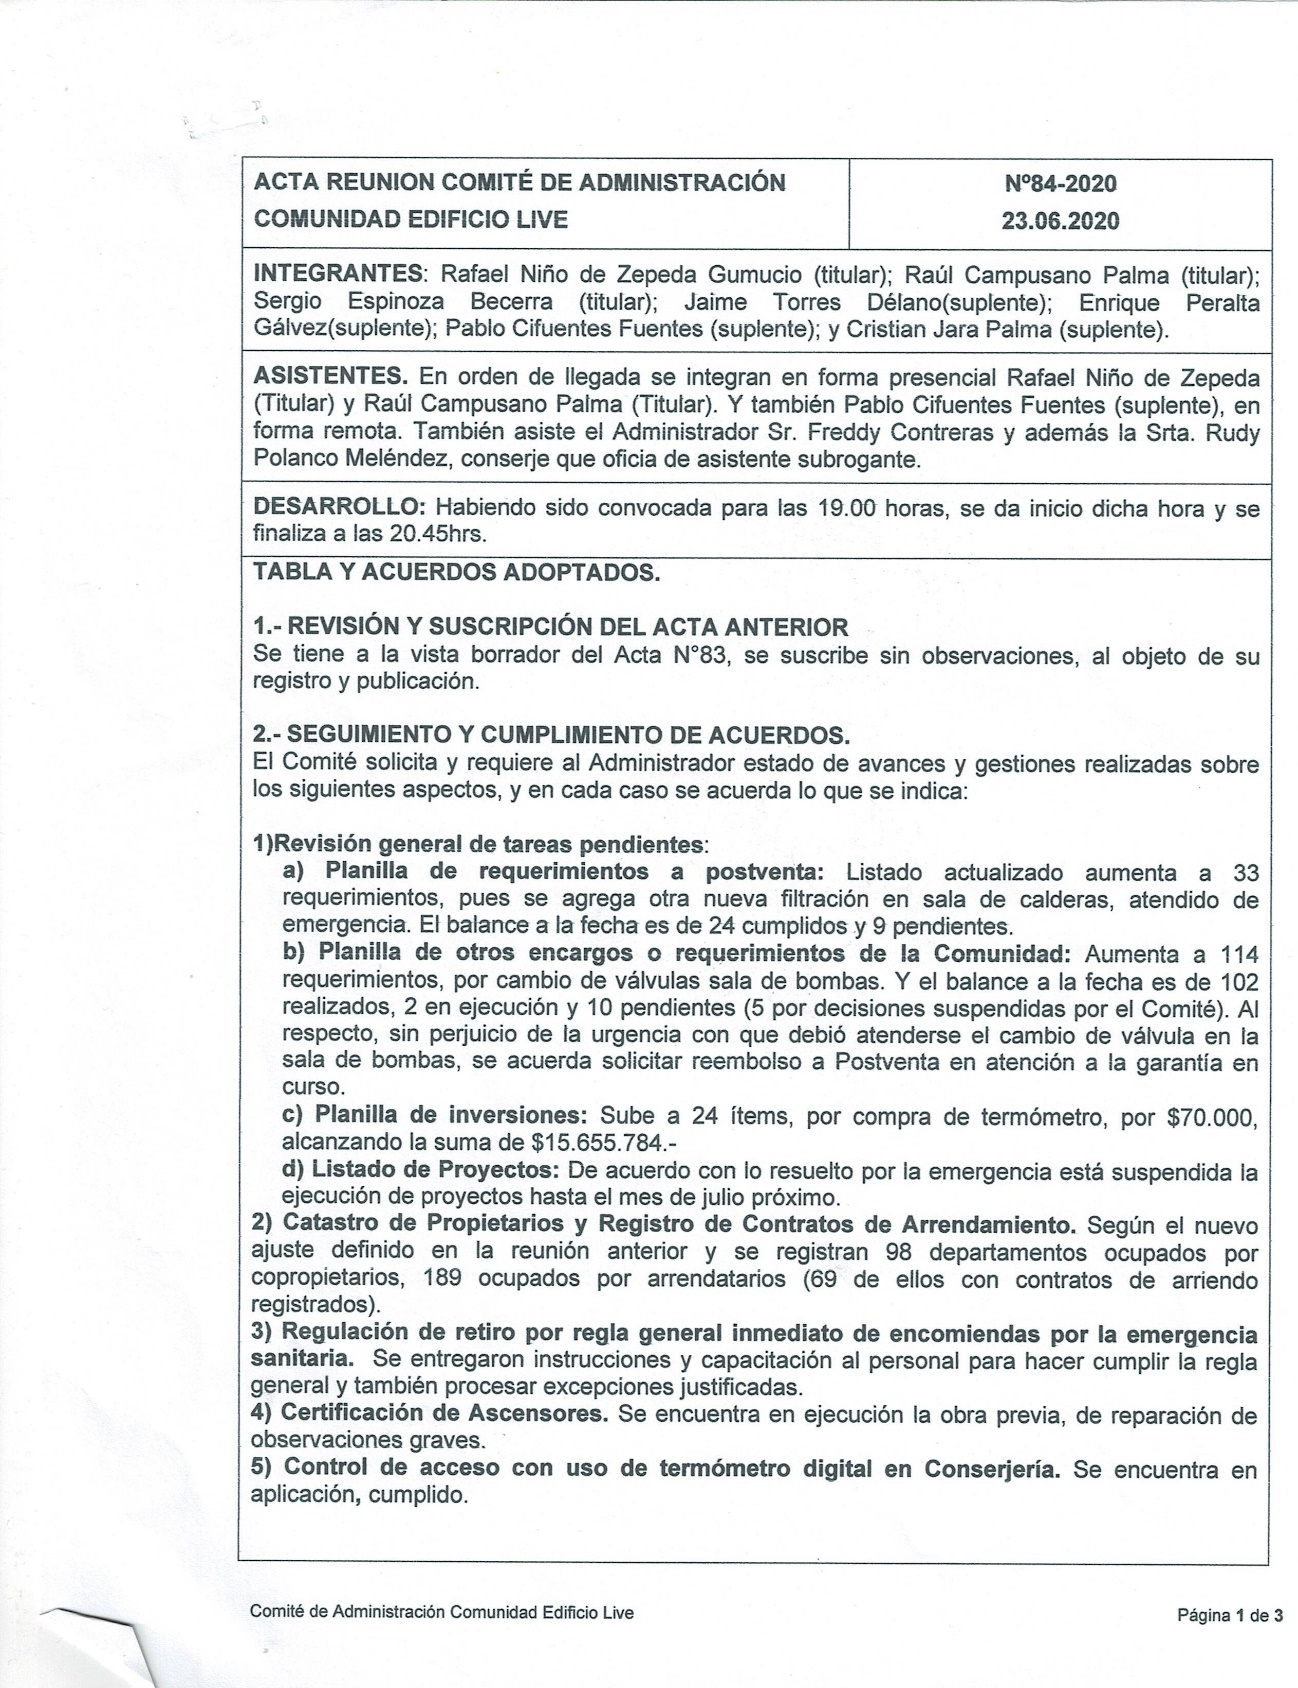 ACTA REUNION COMITÉ DE ADMINISTRACIÓN
COMUNIDAD EDIFICIO LIVE
Nº84-2020
23.06.2020
INTEGRANTES: Rafael Niño de Zepeda Gumucio (titular); Raúl Campusano Palma (titular);
Sergio Espinoza Becerra (titular); Jaime Torres Délano(suplente); Enrique Peralta
Gálvez(suplente); Pablo Cifuentes Fuentes (suplente); y Cristian Jara Palma (suplente).
ASISTENTES. En orden de llegada se integran en forma presencial Rafael Niño de Zepeda
(Titular) y Raúl Campusano Palma (Titular). Y también Pablo Cifuentes Fuentes (suplente), en
forma remota. También asiste el Administrador Sr. Freddy Contreras y además la Srta. Rudy
Polanco Meléndez, conserje que oficia de asistente subrogante.
DESARROLLO: Habiendo sido convocada para las 19.00 horas, se da inicio dicha hora y se
finaliza a las 20.45hrs.
TABLA Y ACUERDOS ADOPTADOS.
1.- REVISIÓN Y SUSCRIPCIÓN DEL ACTA ANTERIOR
Se tiene a la vista borrador del Acta N°83, se suscribe sin observaciones, al objeto de su
registro y publicación.
2.- SEGUIMIENTO Y CUMPLIMIENTO DE ACUERDOS.
El Comité solicita y requiere al Administrador estado de avances y gestiones realizadas sobre
los siguientes aspectos, y en cada caso se acuerda lo que se indica:
1)Revisión general de tareas pendientes:
a) Planilla de requerimientos a postventa: Listado actualizado aumenta a 33
requerimientos, pues se agrega otra nueva filtración en sala de calderas, atendido de
emergencia. El balance a la fecha es de 24 cumplidos y 9 pendientes.
b) Planilla de otros encargos o requerimientos de la Comunidad: Aumenta a 114
requerimientos, por cambio de válvulas sala de bombas. Y el balance a la fecha es de 102
realizados, 2 en ejecución y 10 pendientes (5 por decisiones suspendidas por el Comité). Al
respecto, sin perjuicio de la urgencia con que debió atenderse el cambio de válvula en la
sala de bombas, se acuerda solicitar reembolso a Postventa en atención a la garantía en
curso.
c) Planilla de inversiones: Sube a 24 ítems, por compra de termómetro, por $70.000,
alcanzando la suma de $15.655.784.-
d) Listado de Proyectos: De acuerdo con lo resuelto por la emergencia está suspendida la
ejecución de proyectos hasta el mes de julio próximo.
2) Catastro de Propietarios y Registro de Contratos de Arrendamiento. Según el nuevo
ajuste definido en la reunión anterior y se registran 98 departamentos ocupados por
copropietarios, 189 ocupados por arrendatarios (69 de ellos con contratos de arriendo
registrados).
3) Regulación de retiro por regla general inmediato de encomiendas por la emergencia
sanitaria. Se entregaron instrucciones y capacitación al personal para hacer cumplir la regla
general y también procesar excepciones justificadas.
4) Certificación de Ascensores. Se encuentra en ejecución la obra previa, de reparación de
observaciones graves.
5) Control de acceso con uso de termómetro digital en Conserjería. Se encuentra en
aplicación, cumplido.
Comité de Administración Comunidad Edificio Live
Página 1 de 3